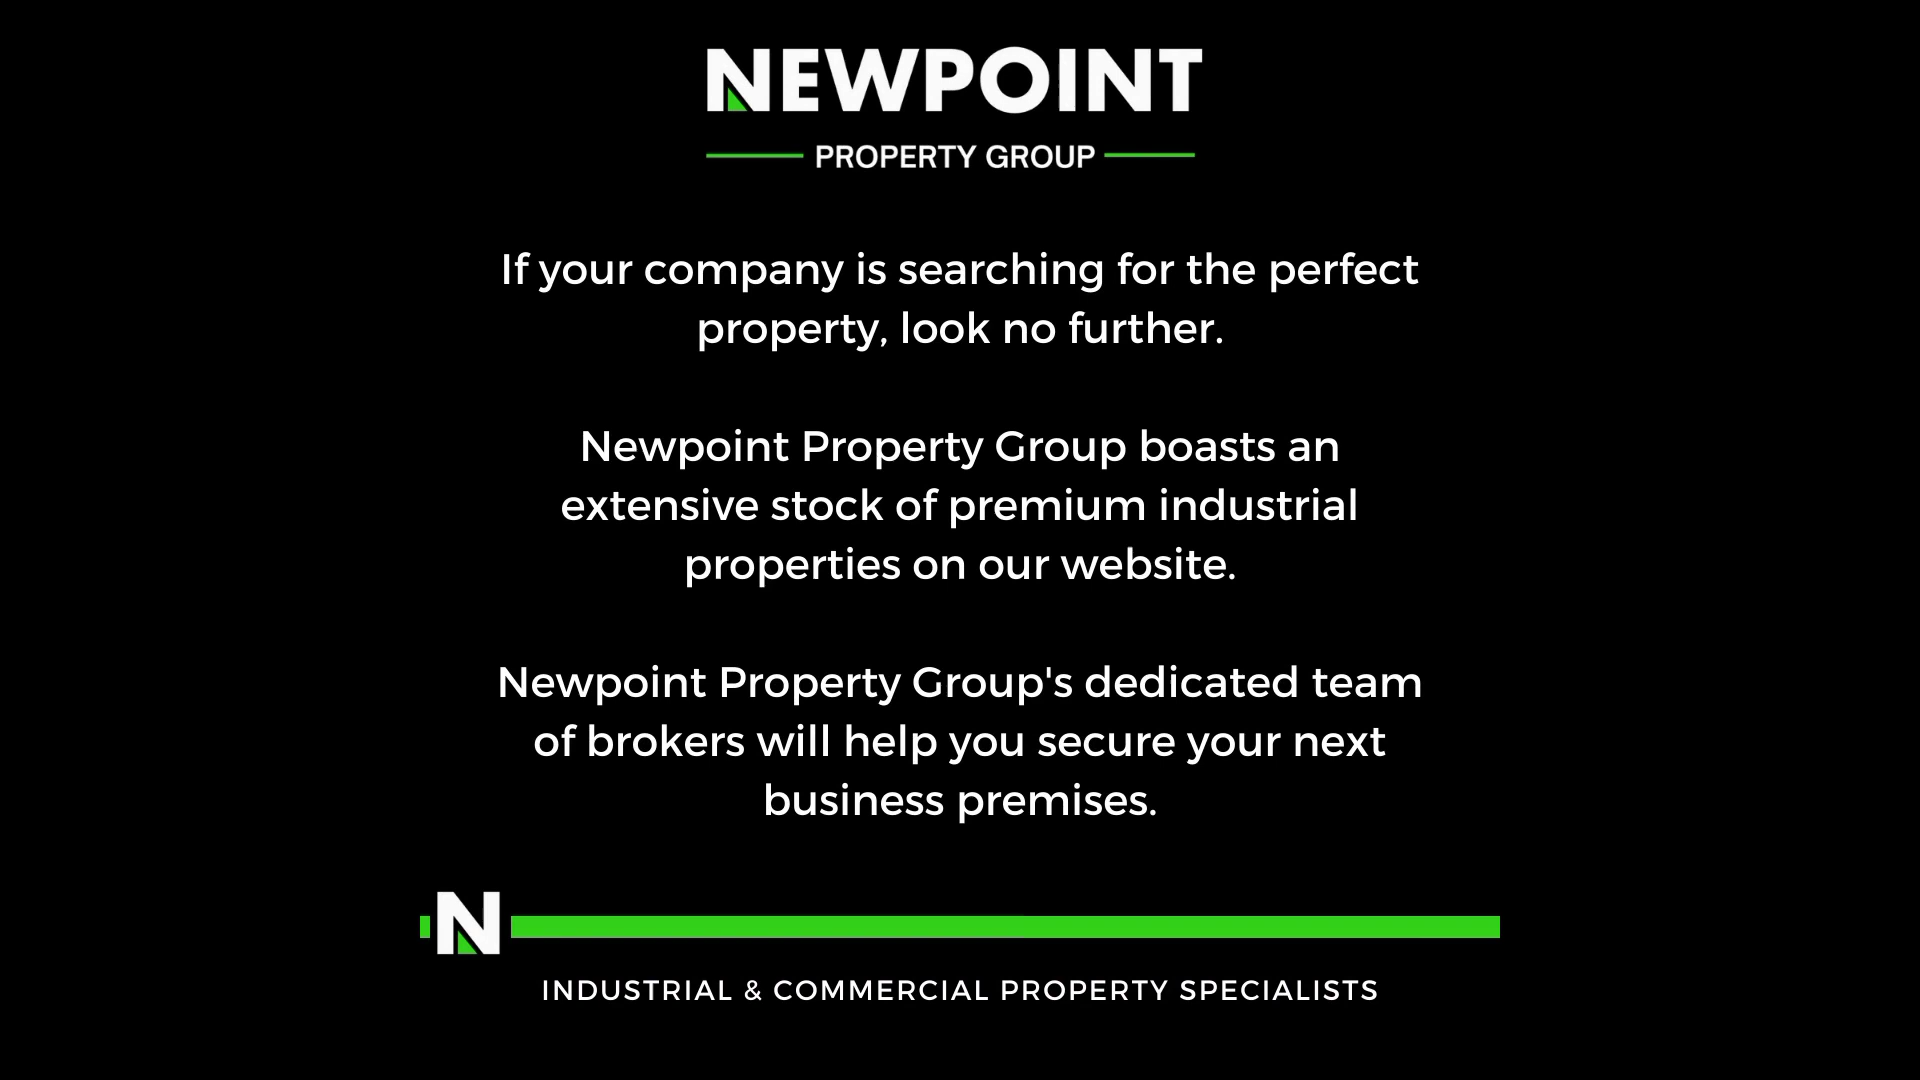 NEWPOINT
PROPERTY GROUP
If your company is searching for the perfect
property, look no further.
Newpoint Property Group boasts an
extensive stock of premium industrial
properties on our website.
Newpoint Property Group's dedicated team
of brokers will help you secure your next
business premises.
N
INDUSTRIAL & COMMERCIAL PROPERTY SPECIALISTS